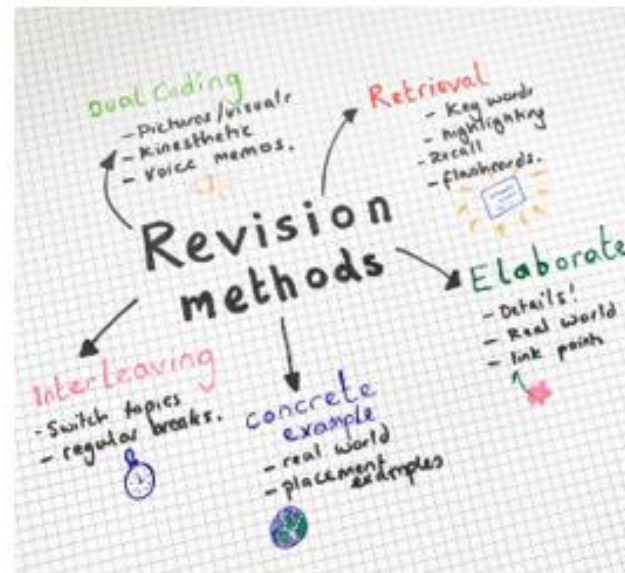 Dual Coding
- Pictures/visuals
- Kinesthetic
- Voice memos.
Retrieval
- Key words
- highlighting
- Recall
- flashcards.
Revision
methods
Elaborate
- Details!
- Real world
- link points
Interleaving
- Switch topics
- regular breaks.
concrete
example
- real world
- placement
examples